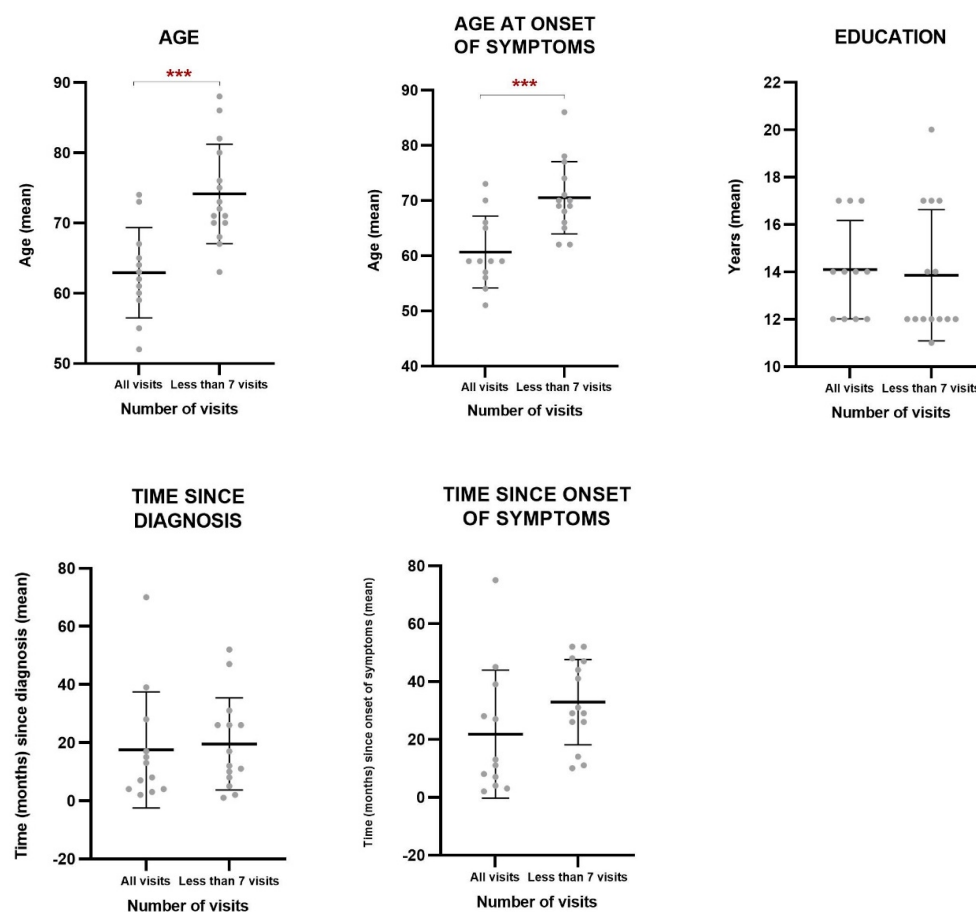 AGE
***
Age (mean)
90
80
70
60
50
All visits
Less than 7 visits
Number of visits
AGE AT ONSET
OF SYMPTOMS
***
Age (mean)
90
80
70
60
50
40
All visits
Less than 7 visits
Number of visits
EDUCATION
Years (mean)
22
20
18
16
14
12
10
All visits
Less than 7 visits
Number of visits
TIME SINCE
DIAGNOSIS
Time (months) since diagnosis (mean)
80
60
40
20
0
-20
All visits
Less than 7 visits
Number of visits
TIME SINCE ONSET
OF SYMPTOMS
Time (months) since onset of symptoms (mean)
80
60
40
20
0
-20
All visits
Less than 7 visits
Number of visits